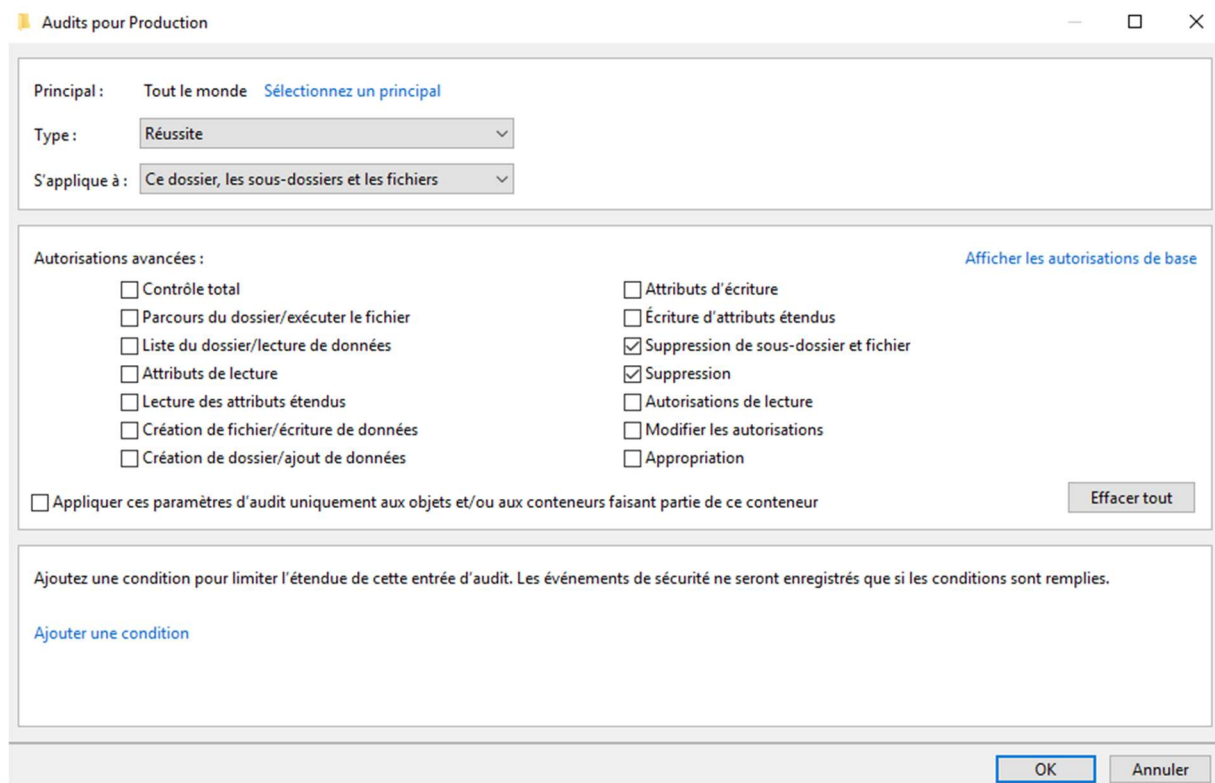 Audits pour Production
Principal : Tout le monde Sélectionnez un principal
Type : Réussite
S'applique à : Ce dossier, les sous-dossiers et les fichiers
Autorisations avancées : Afficher les autorisations de base
Contrôle total
Parcours du dossier/exécuter le fichier
Liste du dossier/lecture de données
Attributs de lecture
Lecture des attributs étendus
Création de fichier/écriture de données
Création de dossier/ajout de données
Attributs d'écriture
Écriture d'attributs étendus
Suppression de sous-dossier et fichier
Suppression
Autorisations de lecture
Modifier les autorisations
Appropriation
Appliquer ces paramètres d'audit uniquement aux objets et/ou aux conteneurs faisant partie de ce conteneur
Effacer tout
Ajoutez une condition pour limiter l'étendue de cette entrée d'audit. Les événements de sécurité ne seront enregistrés que si les conditions sont remplies.
Ajouter une condition
OK Annuler